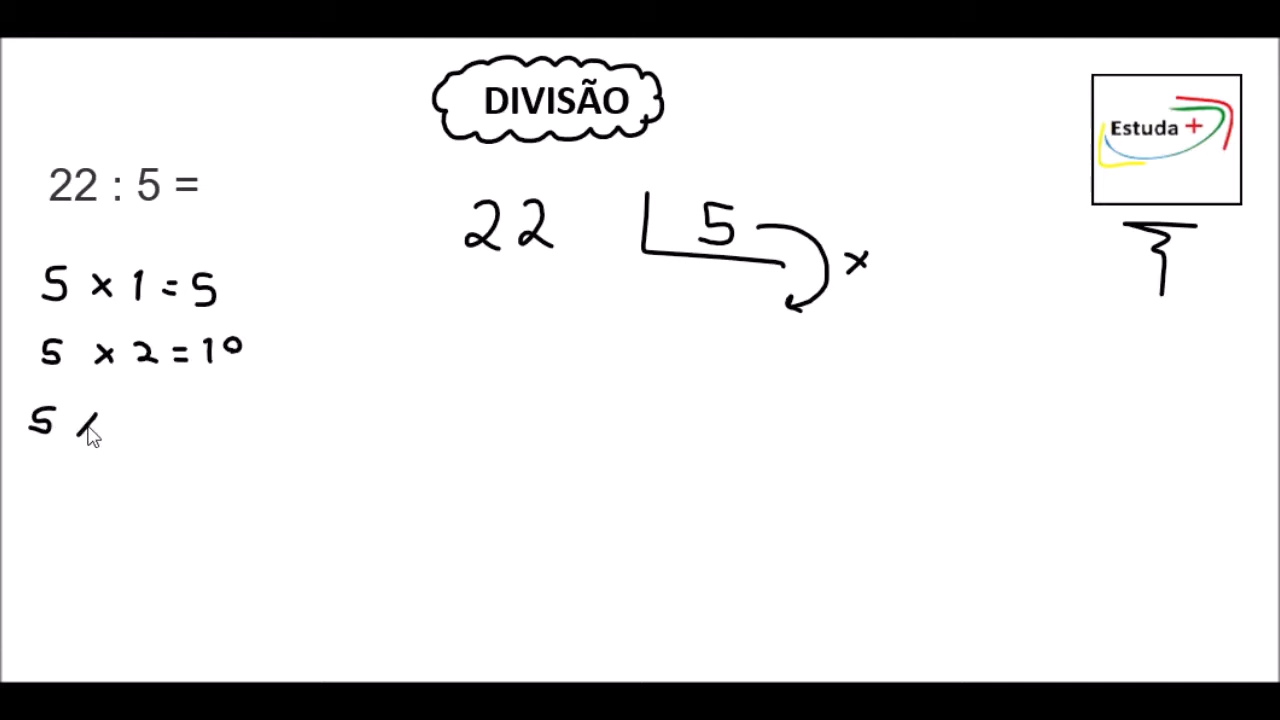 DIVISÃO
Estuda +
22 : 5 =
22 5
x
5 x 1 = 5
5 x 2 = 10
5